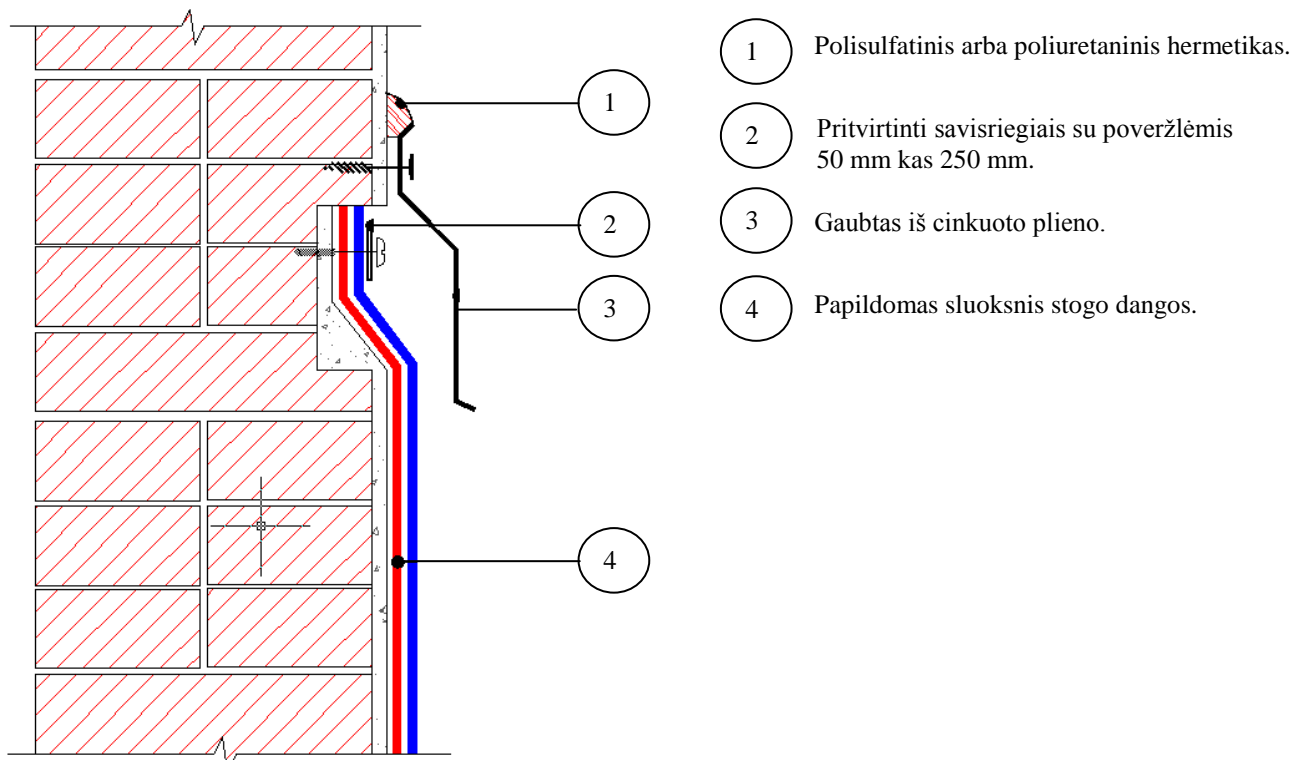 1 Polisulfatinis arba poliuretaninis hermetikas.
2 Pritvirtinti savisriegiais su poveržlėmis
50 mm kas 250 mm.
3 Gaubtas iš cinkuoto plieno.
4 Papildomas sluoksnis stogo dangos.
1
2
3
4